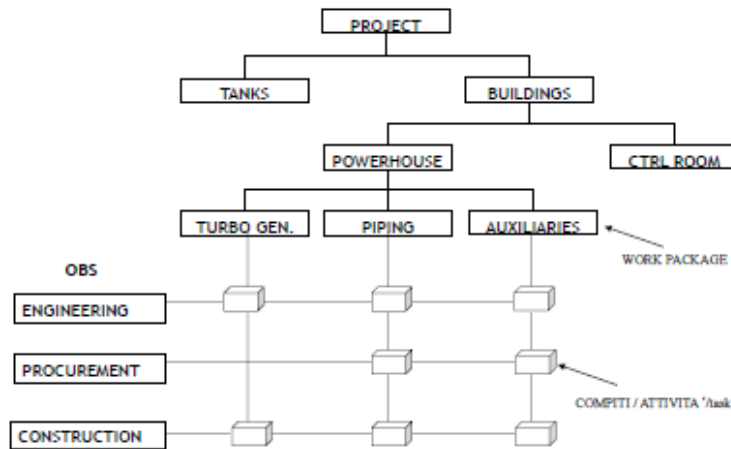 PROJECT
TANKS
BUILDINGS
POWERHOUSE
CTRL ROOM
TURBO GEN.
PIPING
AUXILIARIES
WORK PACKAGE
OBS
ENGINEERING
PROCUREMENT
COMPITI / ATTIVITA '/task
CONSTRUCTION